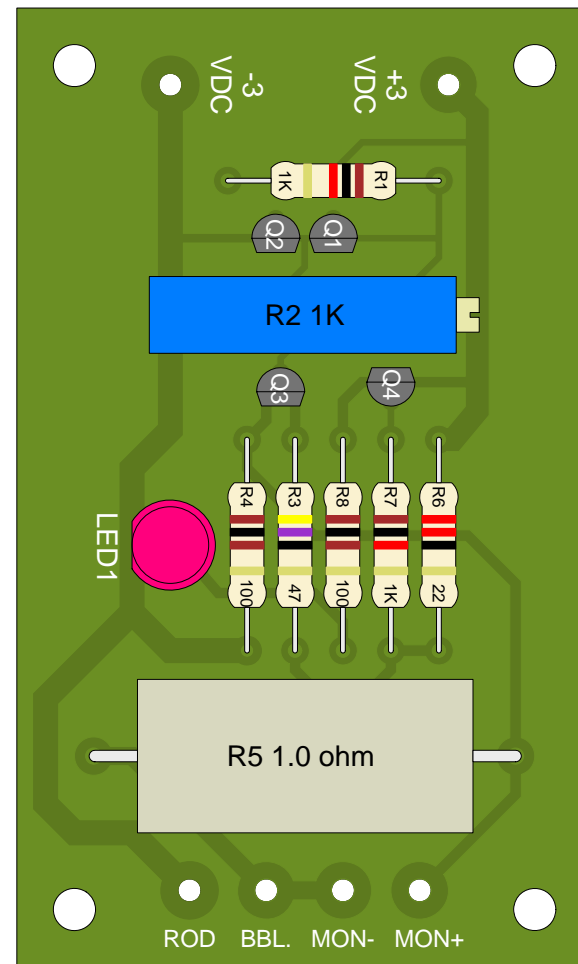 -3
VDC
+3
VDC
1K
R1
Q2
Q1
R2 1K
Q3
Q4
R4
R3
R8
R7
R6
LED1
100
47
100
1K
22
R5 1.0 ohm
ROD
BBL.
MON-
MON+